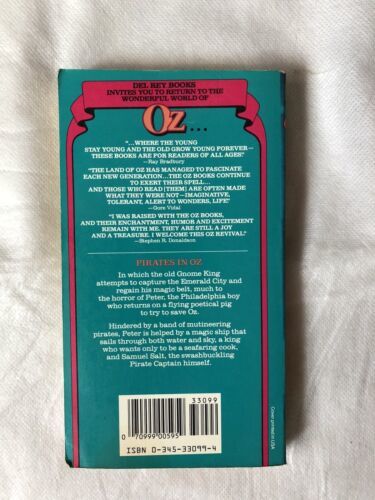 DEL REY BOOKS
INVITES YOU TO RETURN TO THE
WONDERFUL WORLD OF
Oz...
"...WHERE THE YOUNG
STAY YOUNG AND THE OLD GROW YOUNG FOREVER—
THESE BOOKS ARE FOR READERS OF ALL AGES."
—Ray Bradbury
"THE LAND OF OZ HAS MANAGED TO FASCINATE
EACH NEW GENERATION... THE OZ BOOKS CONTINUE
TO EXERT THEIR SPELL...
AND THOSE WHO READ [THEM] ARE OFTEN MADE
WHAT THEY WERE NOT—IMAGINATIVE,
TOLERANT, ALERT TO WONDERS, LIFE."
—Gore Vidal
"I WAS RAISED WITH THE OZ BOOKS,
AND THEIR ENCHANTMENT, HUMOR AND EXCITEMENT
REMAIN WITH ME. THEY ARE STILL A JOY
AND A TREASURE. I WELCOME THIS OZ REVIVAL."
—Stephen R. Donaldson
PIRATES IN OZ
In which the old Gnome King
attempts to capture the Emerald City and
regain his magic belt, much to
the horror of Peter, the Philadelphia boy
who returns on a flying poetical pig
to try to save Oz.
Hindered by a band of mutineering
pirates, Peter is helped by a magic ship that
sails through both water and sky, a king
who wants only to be a seafaring cook,
and Samuel Salt, the swashbuckling
Pirate Captain himself.
33099
0 70999 00595
ISBN 0-345-33099-4
Cover printed in USA